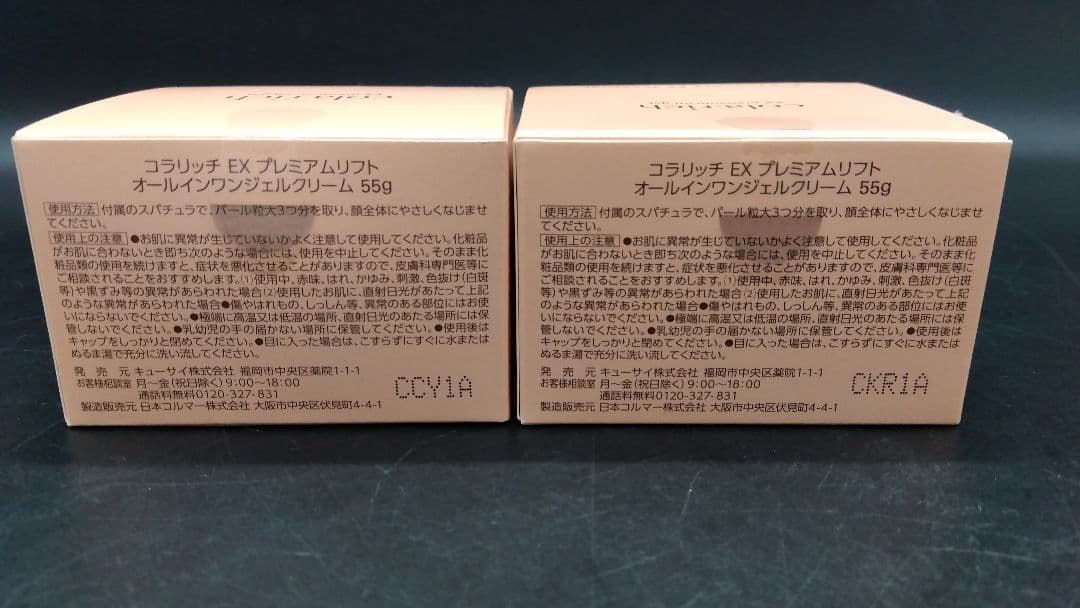 cola-rich
コラリッチ EX プレミアムリフト
オールインワンジェルクリーム 55g
使用方法 付属のスパチュラで、パール粒大3つ分を取り、顔全体にやさしくなじませ
てください。
使用上の注意 ●お肌に異常が生じていないかよく注意して使用してください。化粧品
がお肌に合わないとき即ち次のような場合には、使用を中止してください。そのまま化
粧品類の使用を続けますと、症状を悪化させることがありますので、皮膚科専門医等に
ご相談されることをおすすめします。(1)使用中、赤味、はれ、かゆみ、刺激、色抜け(白斑
等)や黒ずみ等の異常があらわれた場合(2)使用したお肌に、直射日光があたって上記
のような異常があらわれた場合●傷やはれもの、しっしん等、異常のある部位にはお使
いにならないでください。●極端に高温又は低温の場所、直射日光のあたる場所には保
管しないでください。●乳幼児の手の届かない場所に保管してください。●使用後は
キャップをしっかりと閉めてください。●目に入った場合は、こすらずにすぐに水または
ぬるま湯で充分に洗い流してください。
発売元 キューサイ株式会社 福岡市中央区薬院1-1-1
お客様相談室 月～金(祝日除く)9:00～18:00
通話料無料0120-327-831
製造販売元 日本コルマー株式会社 大阪市中央区伏見町4-4-1
CCY1A
cola-rich
コラリッチ EX プレミアムリフト
オールインワンジェルクリーム 55g
使用方法 付属のスパチュラで、パール粒大3つ分を取り、顔全体にやさしくなじませ
てください。
使用上の注意 ●お肌に異常が生じていないかよく注意して使用してください。化粧品
がお肌に合わないとき即ち次のような場合には、使用を中止してください。そのまま化
粧品類の使用を続けますと、症状を悪化させることがありますので、皮膚科専門医等に
ご相談されることをおすすめします。(1)使用中、赤味、はれ、かゆみ、刺激、色抜け(白斑
等)や黒ずみ等の異常があらわれた場合(2)使用したお肌に、直射日光があたって上記
のような異常があらわれた場合●傷やはれもの、しっしん等、異常のある部位にはお使
いにならないでください。●極端に高温又は低温の場所、直射日光のあたる場所には保
管しないでください。●乳幼児の手の届かない場所に保管してください。●使用後は
キャップをしっかりと閉めてください。●目に入った場合は、こすらずにすぐに水または
ぬるま湯で充分に洗い流してください。
発売元 キューサイ株式会社 福岡市中央区薬院1-1-1
お客様相談室 月～金(祝日除く)9:00～18:00
通話料無料0120-327-831
製造販売元 日本コルマー株式会社 大阪市中央区伏見町4-4-1
CKR1A